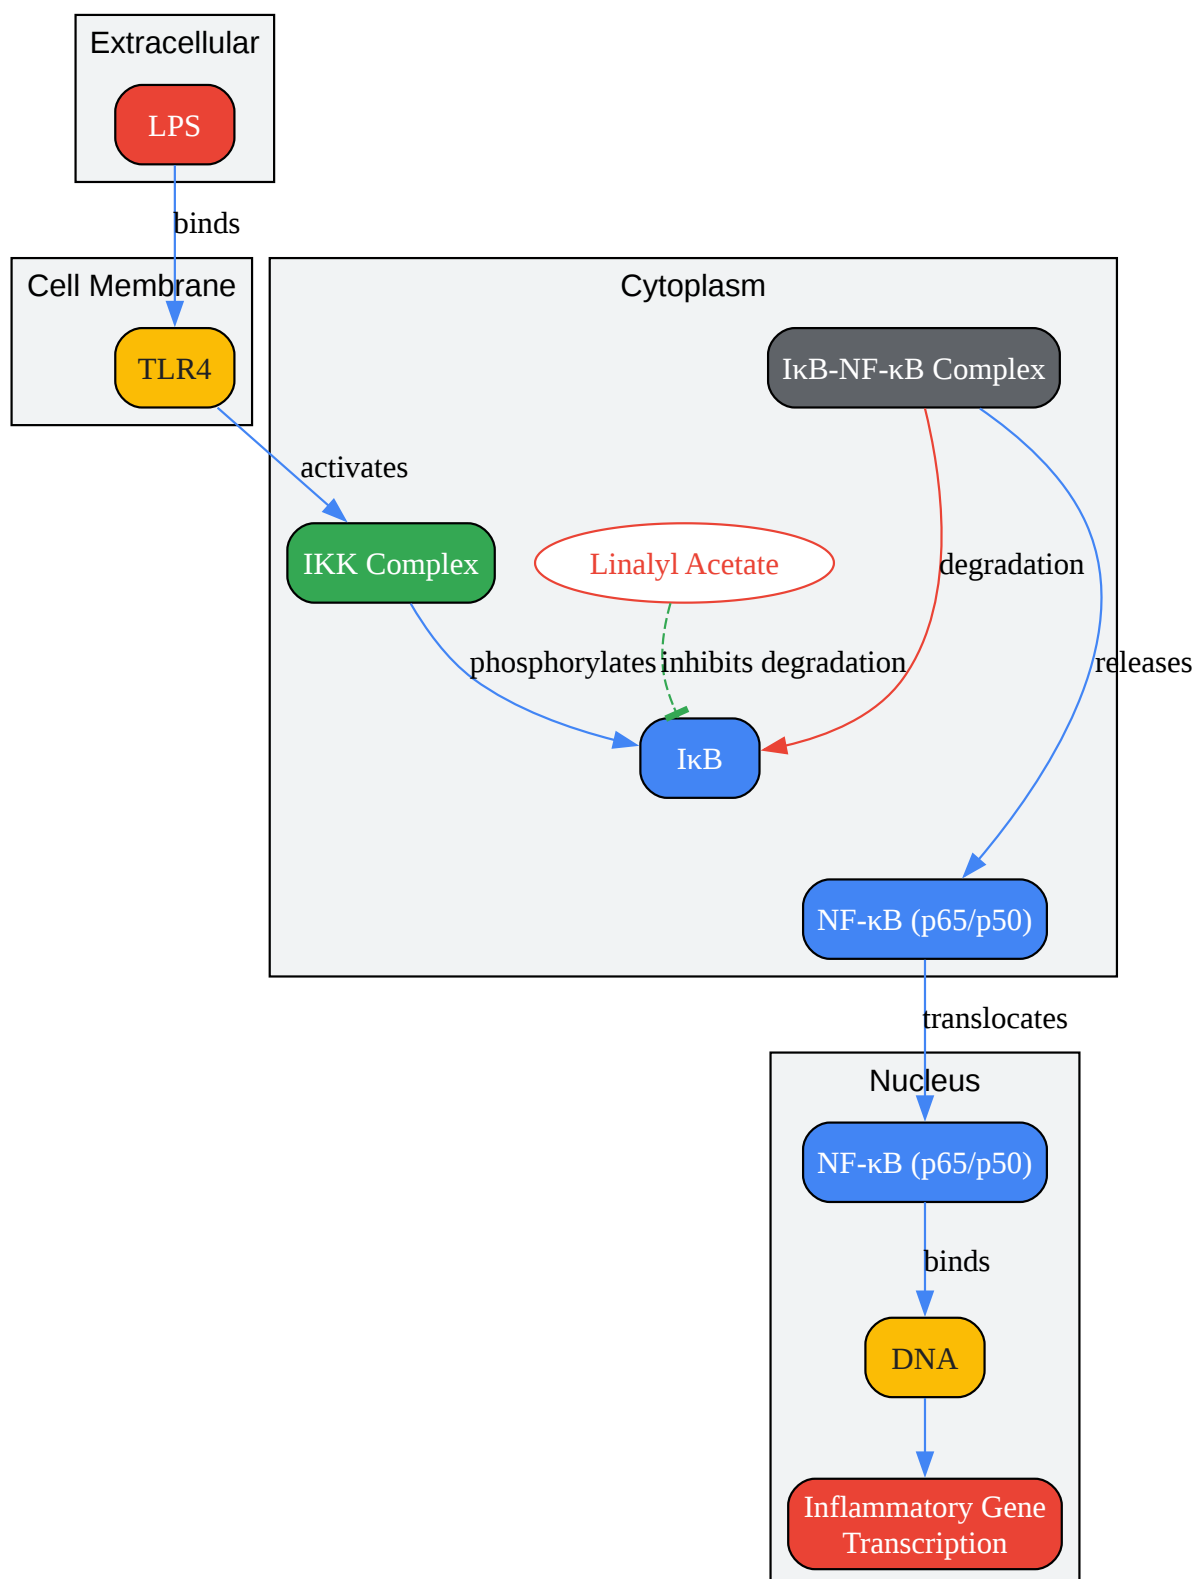 Extracellular
LPS
binds
Cell Membrane
TLR4
Cytoplasm
IκB-NF-κB Complex
activates
IKK Complex
Linalyl Acetate
degradation
phosphorylates
inhibits degradation
releases
IκB
NF-κB (p65/p50)
translocates
Nucleus
NF-κB (p65/p50)
binds
DNA
Inflammatory Gene
Transcription